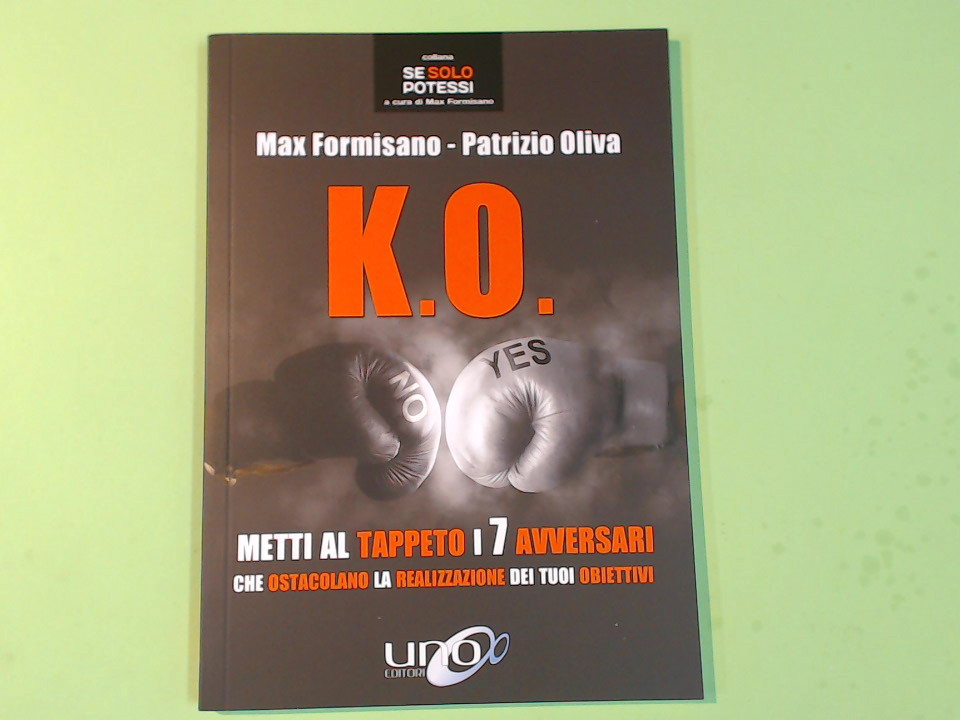 collana
SE SOLO
POTESSI
a cura di Max Formisano
Max Formisano - Patrizio Oliva
K.O.
NO
YES
METTI AL TAPPETO I 7 AVVERSARI
CHE OSTACOLANO LA REALIZZAZIONE DEI TUOI OBIETTIVI
uno
EDITORI